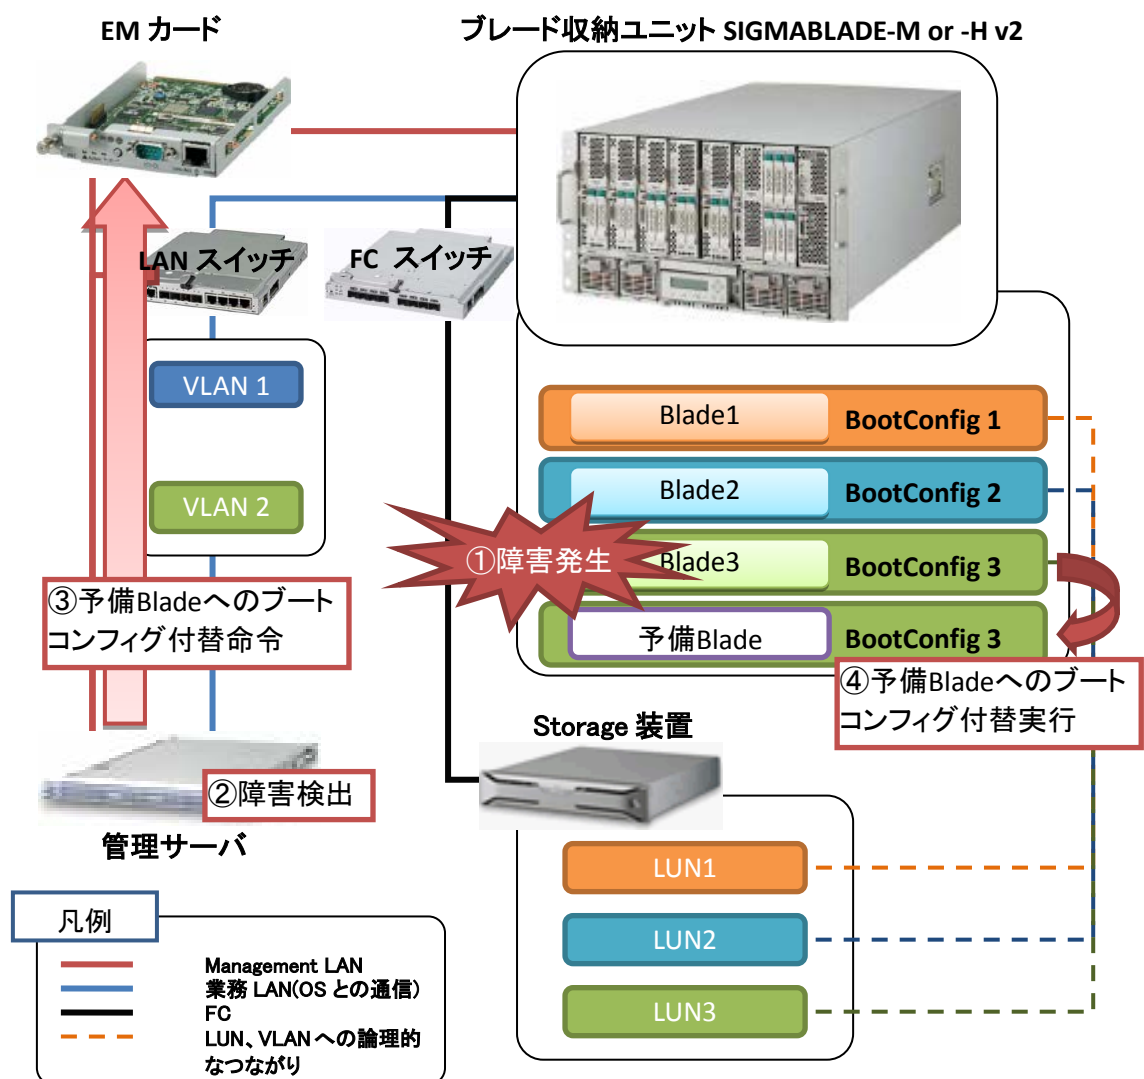 EM カード
ブレード収納ユニット SIGMABLADE-M or -H v2
LAN スイッチ
FC スイッチ
VLAN 1
VLAN 2
Blade1
BootConfig 1
Blade2
BootConfig 2
①障害発生
Blade3
BootConfig 3
予備Blade
BootConfig 3
③予備Bladeへのブート
コンフィグ付替命令
④予備Bladeへのブート
コンフィグ付替実行
Storage 装置
②障害検出
管理サーバ
LUN1
LUN2
LUN3
凡例
Management LAN
業務 LAN(OS との通信)
FC
LUN、VLAN への論理的
なつながり